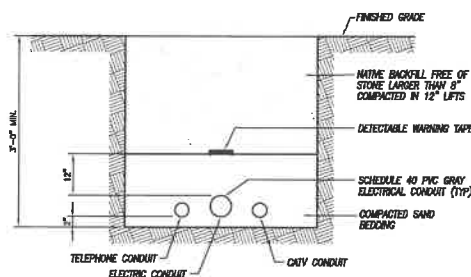 FINISHED GRADE
NATIVE BACKFILL FREE OF
STONE LARGER THAN 8"
COMPACTED IN 12" LIFTS
DETECTABLE WARNING TAPE
3'-0" MIN.
12"
SCHEDULE 40 PVC GRAY
ELECTRICAL CONDUIT (TYP)
2"
COMPACTED SAND
BEDDING
TELEPHONE CONDUIT
CATV CONDUIT
ELECTRIC CONDUIT